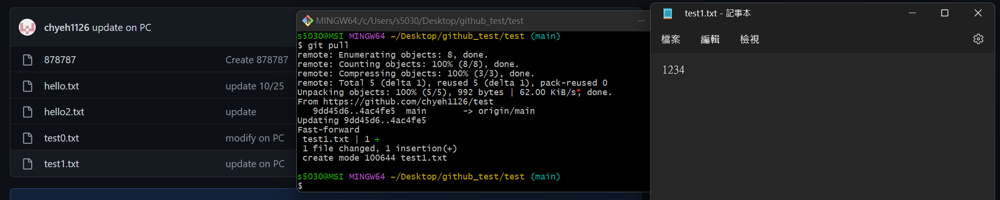 chyeh1126 update on PC
878787 Create 878787
hello.txt update 10/25
hello2.txt update
test0.txt modify on PC
test1.txt update on PC
MINGW64:/c/Users/s5030/Desktop/github_test/test
s5030@MSI MINGW64 ~/Desktop/github_test/test (main)
$ git pull
remote: Enumerating objects: 8, done.
remote: Counting objects: 100% (8/8), done.
remote: Compressing objects: 100% (3/3), done.
remote: Total 5 (delta 1), reused 5 (delta 1), pack-reused 0
Unpacking objects: 100% (5/5), 992 bytes | 62.00 KiB/s, done.
From https://github.com/chyeh1126/test
9dd45d6..4ac4fe5  main       -> origin/main
Updating 9dd45d6..4ac4fe5
Fast-forward
test1.txt | 1 +
1 file changed, 1 insertion(+)
create mode 100644 test1.txt
s5030@MSI MINGW64 ~/Desktop/github_test/test (main)
$
test1.txt - 記事本
檔案 編輯 檢視
1234